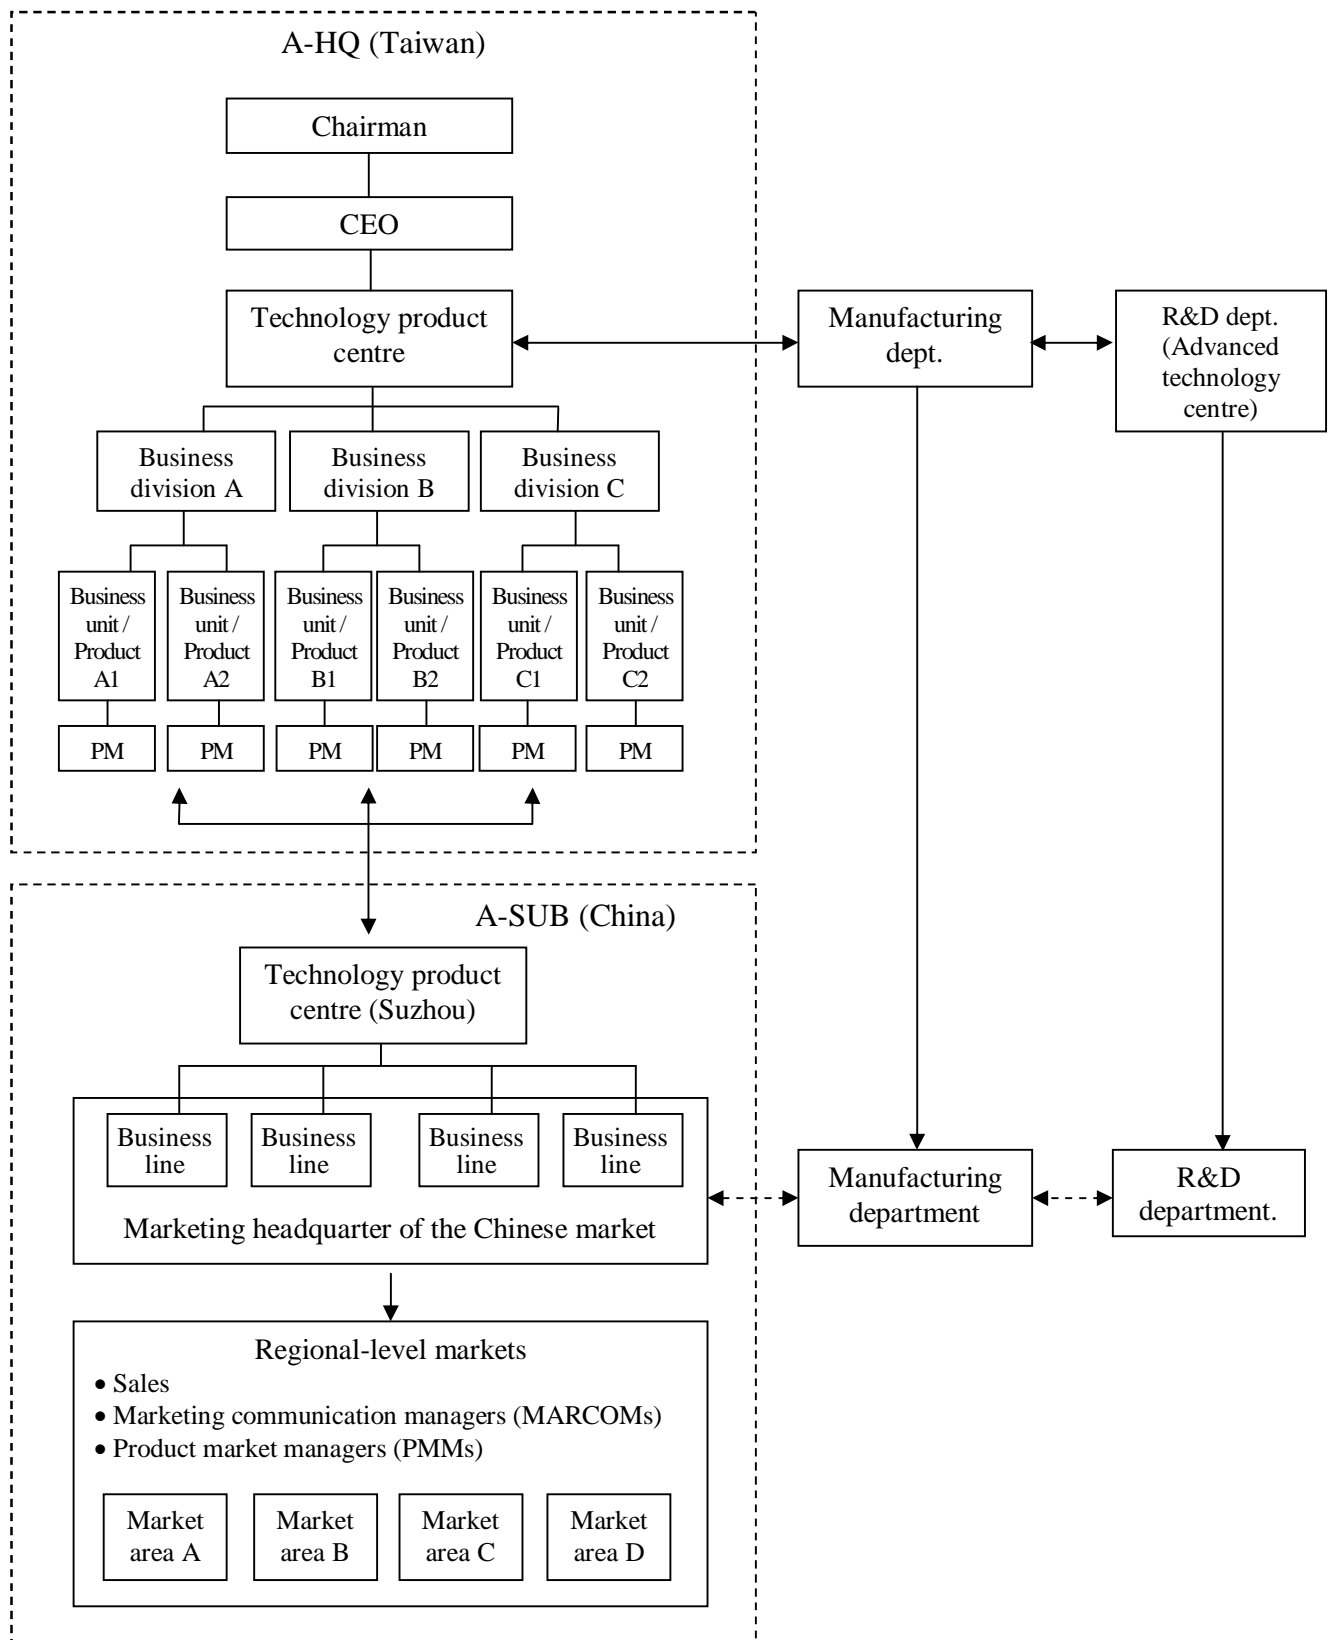 A-HQ (Taiwan)
Chairman
CEO
Technology product
centre
Manufacturing
dept.
R&D dept.
(Advanced
technology
centre)
Business
division A
Business
division B
Business
division C
Business
unit /
Product
A1
Business
unit /
Product
A2
Business
unit /
Product
B1
Business
unit /
Product
B2
Business
unit /
Product
C1
Business
unit /
Product
C2
PM
PM
PM
PM
PM
PM
A-SUB (China)
Technology product
centre (Suzhou)
Business
line
Business
line
Business
line
Business
line
Marketing headquarter of the Chinese market
Manufacturing
department
R&D
department.
Regional-level markets
• Sales
• Marketing communication managers (MARCOMs)
• Product market managers (PMMs)
Market
area A
Market
area B
Market
area C
Market
area D